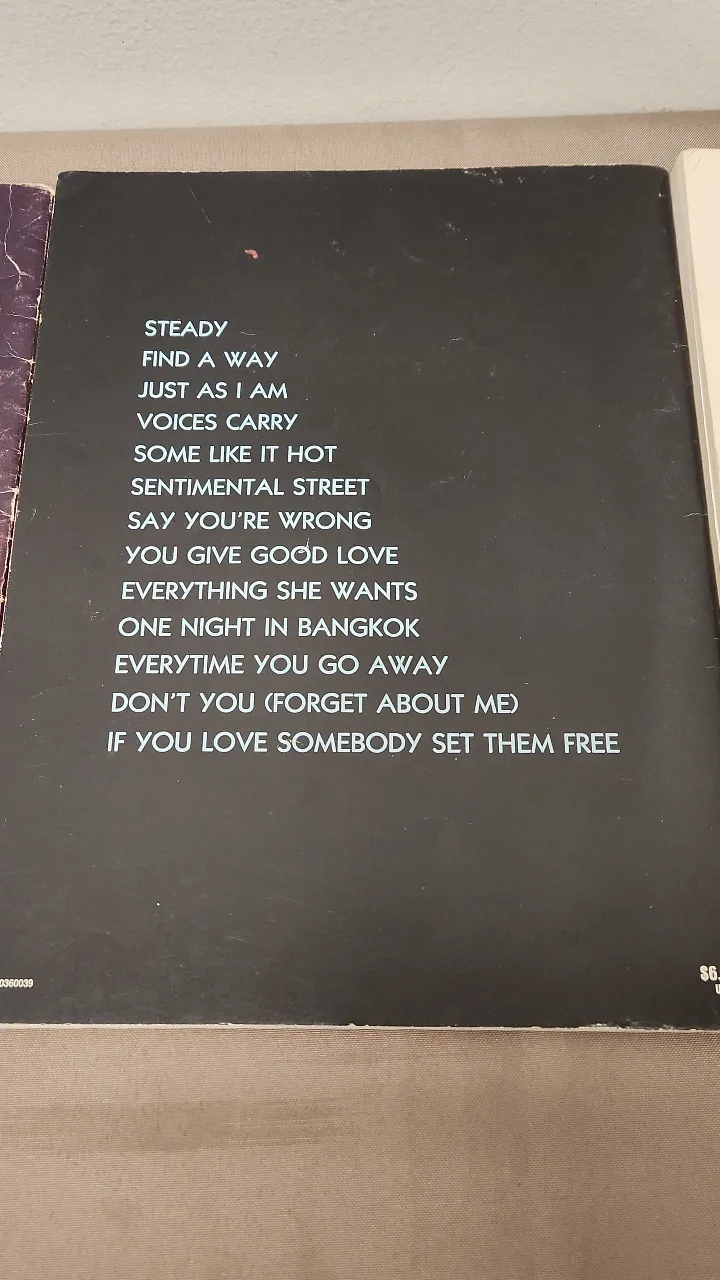 STEADY
FIND A WAY
JUST AS I AM
VOICES CARRY
SOME LIKE IT HOT
SENTIMENTAL STREET
SAY YOU'RE WRONG
YOU GIVE GOOD LOVE
EVERYTHING SHE WANTS
ONE NIGHT IN BANGKOK
EVERYTIME YOU GO AWAY
DON'T YOU (FORGET ABOUT ME)
IF YOU LOVE SOMEBODY SET THEM FREE
0360039
$6.